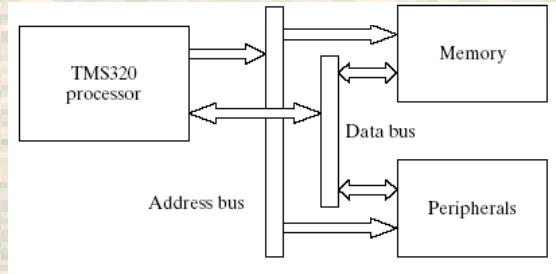 TMS320
processor
Memory
Data bus
Address bus
Peripherals